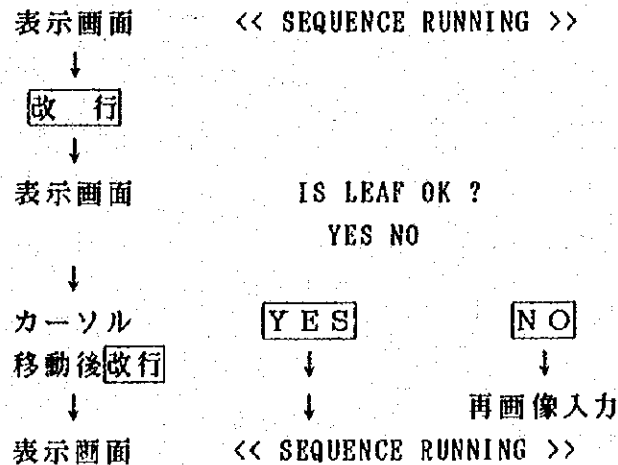 表示画面 << SEQUENCE RUNNING >>
↓
改 行
↓
表示画面 IS LEAF OK ?
YES NO
↓
カーソル YES NO
移動後改行 ↓ ↓
↓ ↓ 再画像入力
表示画面 << SEQUENCE RUNNING >>